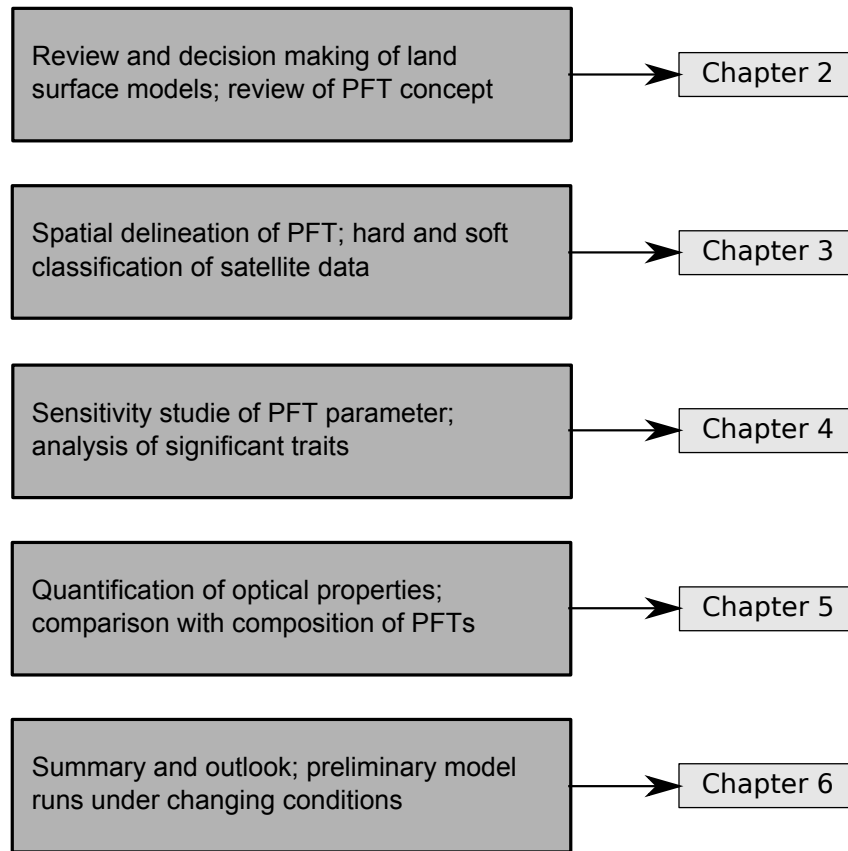 Review and decision making of land
surface models; review of PFT concept
Chapter 2
Spatial delineation of PFT; hard and soft
classification of satellite data
Chapter 3
Sensitivity studie of PFT parameter;
analysis of significant traits
Chapter 4
Quantification of optical properties;
comparison with composition of PFTs
Chapter 5
Summary and outlook; preliminary model
runs under changing conditions
Chapter 6